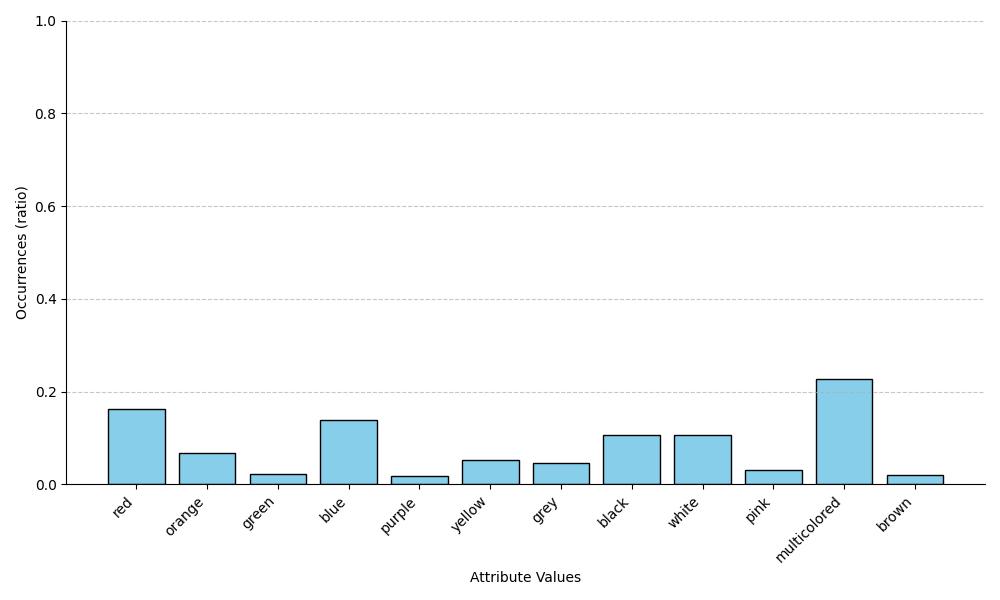 1.0
0.8
0.6
0.4
0.2
0.0
Occurrences (ratio)
red
orange
green
blue
purple
yellow
grey
black
white
pink
multicolored
brown
Attribute Values